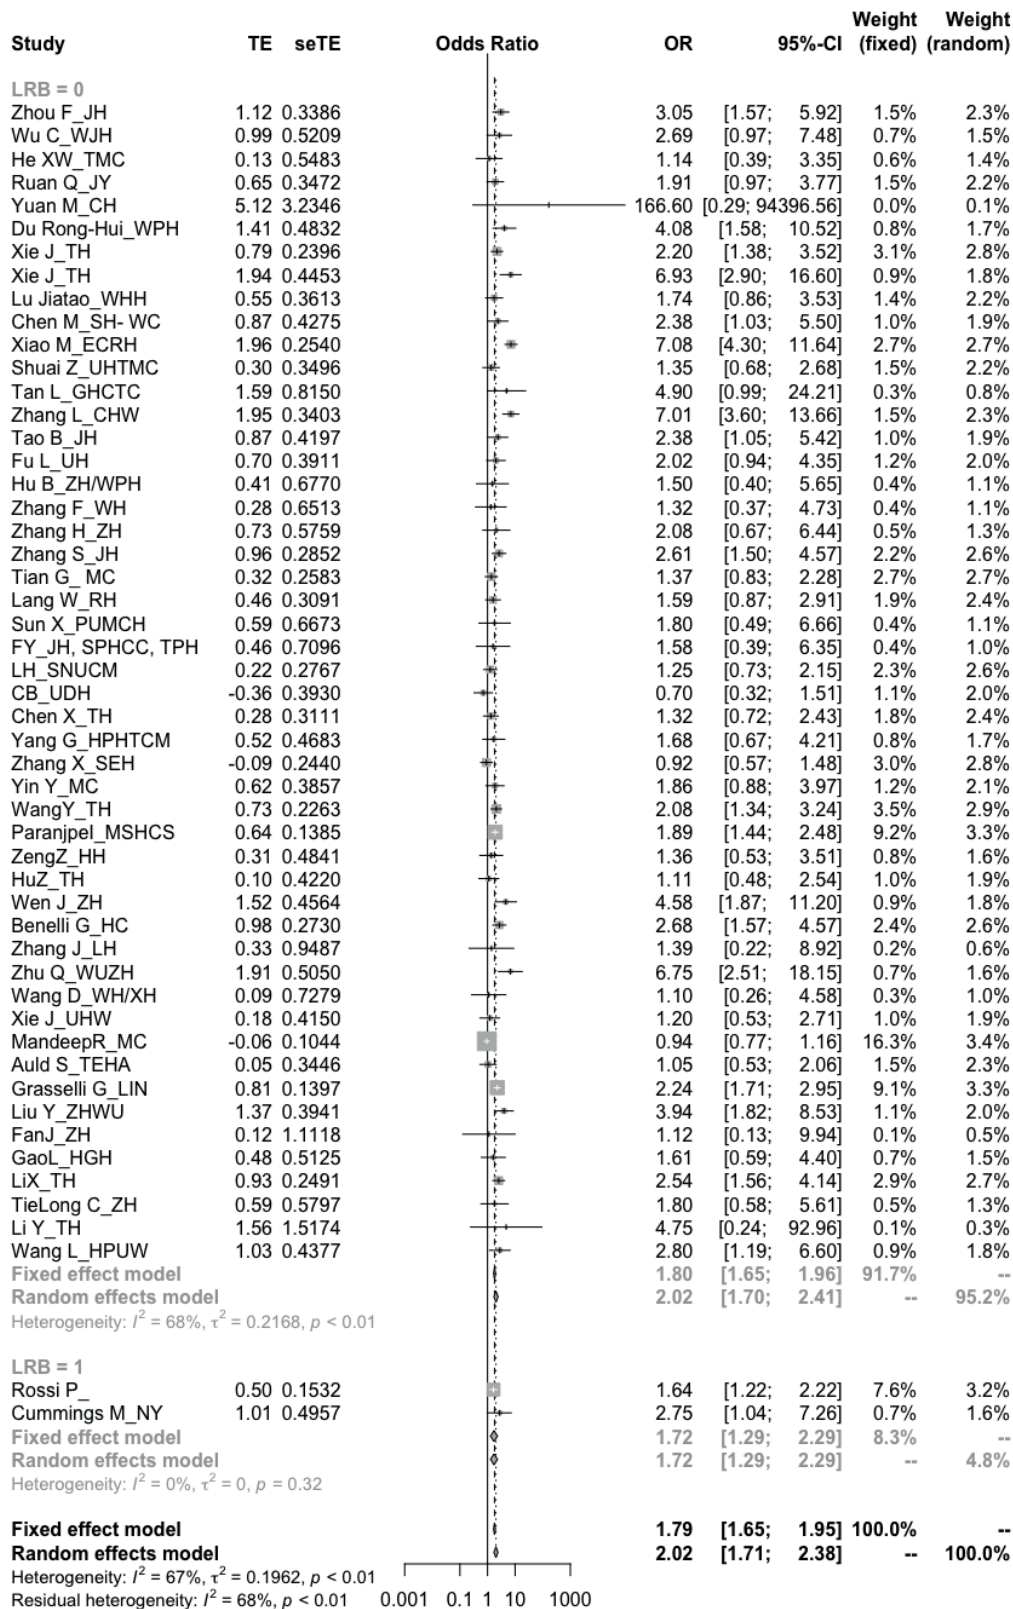 Weight Weight
Study TE seTE Odds Ratio OR 95%-CI (fixed) (random)
LRB = 0
Zhou F_JH 1.12 0.3386 3.05 [1.57; 5.92] 1.5% 2.3%
Wu C_WJH 0.99 0.5209 2.69 [0.97; 7.48] 0.7% 1.5%
He XW_TMC 0.13 0.5483 1.14 [0.39; 3.35] 0.6% 1.4%
Ruan Q_JY 0.65 0.3472 1.91 [0.97; 3.77] 1.5% 2.2%
Yuan M_CH 5.12 3.2346 166.60 [0.29; 94396.56] 0.0% 0.1%
Du Rong-Hui_WPH 1.41 0.4832 4.08 [1.58; 10.52] 0.8% 1.7%
Xie J_TH 0.79 0.2396 2.20 [1.38; 3.52] 3.1% 2.8%
Xie J_TH 1.94 0.4453 6.93 [2.90; 16.60] 0.9% 1.8%
Lu Jiatao_WHH 0.55 0.3613 1.74 [0.86; 3.53] 1.4% 2.2%
Chen M_SH- WC 0.87 0.4275 2.38 [1.03; 5.50] 1.0% 1.9%
Xiao M_ECRH 1.96 0.2540 7.08 [4.30; 11.64] 2.7% 2.7%
Shuai Z_UHTMC 0.30 0.3496 1.35 [0.68; 2.68] 1.5% 2.2%
Tan L_GHCTC 1.59 0.8150 4.90 [0.99; 24.21] 0.3% 0.8%
Zhang L_CHW 1.95 0.3403 7.01 [3.60; 13.66] 1.5% 2.3%
Tao B_JH 0.87 0.4197 2.38 [1.05; 5.42] 1.0% 1.9%
Fu L_UH 0.70 0.3911 2.02 [0.94; 4.35] 1.2% 2.0%
Hu B_ZH/WPH 0.41 0.6770 1.50 [0.40; 5.65] 0.4% 1.1%
Zhang F_WH 0.28 0.6513 1.32 [0.37; 4.73] 0.4% 1.1%
Zhang H_ZH 0.73 0.5759 2.08 [0.67; 6.44] 0.5% 1.3%
Zhang S_JH 0.96 0.2852 2.61 [1.50; 4.57] 2.2% 2.6%
Tian G_ MC 0.32 0.2583 1.37 [0.83; 2.28] 2.7% 2.7%
Lang W_RH 0.46 0.3091 1.59 [0.87; 2.91] 1.9% 2.4%
Sun X_PUMCH 0.59 0.6673 1.80 [0.49; 6.66] 0.4% 1.1%
FY_JH, SPHCC, TPH 0.46 0.7096 1.58 [0.39; 6.35] 0.4% 1.0%
LH_SNUCM 0.22 0.2767 1.25 [0.73; 2.15] 2.3% 2.6%
CB_UDH -0.36 0.3930 0.70 [0.32; 1.51] 1.1% 2.0%
Chen X_TH 0.28 0.3111 1.32 [0.72; 2.43] 1.8% 2.4%
Yang G_HPHTCM 0.52 0.4683 1.68 [0.67; 4.21] 0.8% 1.7%
Zhang X_SEH -0.09 0.2440 0.92 [0.57; 1.48] 3.0% 2.8%
Yin Y_MC 0.62 0.3857 1.86 [0.88; 3.97] 1.2% 2.1%
WangY_TH 0.73 0.2263 2.08 [1.34; 3.24] 3.5% 2.9%
Paranjpel_MSHCS 0.64 0.1385 1.89 [1.44; 2.48] 9.2% 3.3%
ZengZ_HH 0.31 0.4841 1.36 [0.53; 3.51] 0.8% 1.6%
HuZ_TH 0.10 0.4220 1.11 [0.48; 2.54] 1.0% 1.9%
Wen J_ZH 1.52 0.4564 4.58 [1.87; 11.20] 0.9% 1.8%
Benelli G_HC 0.98 0.2730 2.68 [1.57; 4.57] 2.4% 2.6%
Zhang J_LH 0.33 0.9487 1.39 [0.22; 8.92] 0.2% 0.6%
Zhu Q_WUZH 1.91 0.5050 6.75 [2.51; 18.15] 0.7% 1.6%
Wang D_WH/XH 0.09 0.7279 1.10 [0.26; 4.58] 0.3% 1.0%
Xie J_UHW 0.18 0.4150 1.20 [0.53; 2.71] 1.0% 1.9%
MandeepR_MC -0.06 0.1044 0.94 [0.77; 1.16] 16.3% 3.4%
Auld S_TEHA 0.05 0.3446 1.05 [0.53; 2.06] 1.5% 2.3%
Grasselli G_LIN 0.81 0.1397 2.24 [1.71; 2.95] 9.1% 3.3%
Liu Y_ZHWU 1.37 0.3941 3.94 [1.82; 8.53] 1.1% 2.0%
FanJ_ZH 0.12 1.1118 1.12 [0.13; 9.94] 0.1% 0.5%
GaoL_HGH 0.48 0.5125 1.61 [0.59; 4.40] 0.7% 1.5%
LiX_TH 0.93 0.2491 2.54 [1.56; 4.14] 2.9% 2.7%
TieLong C_ZH 0.59 0.5797 1.80 [0.58; 5.61] 0.5% 1.3%
Li Y_TH 1.56 1.5174 4.75 [0.24; 92.96] 0.1% 0.3%
Wang L_HPUW 1.03 0.4377 2.80 [1.19; 6.60] 0.9% 1.8%
Fixed effect model 1.80 [1.65; 1.96] 91.7% --
Random effects model 2.02 [1.70; 2.41] -- 95.2%
Heterogeneity: I² = 68%, τ² = 0.2168, p < 0.01
LRB = 1
Rossi P_ 0.50 0.1532 1.64 [1.22; 2.22] 7.6% 3.2%
Cummings M_NY 1.01 0.4957 2.75 [1.04; 7.26] 0.7% 1.6%
Fixed effect model 1.72 [1.29; 2.29] 8.3% --
Random effects model 1.72 [1.29; 2.29] -- 4.8%
Heterogeneity: I² = 0%, τ² = 0, p = 0.32
Fixed effect model 1.79 [1.65; 1.95] 100.0% --
Random effects model 2.02 [1.71; 2.38] -- 100.0%
Heterogeneity: I² = 67%, τ² = 0.1962, p < 0.01
Residual heterogeneity: I² = 68%, p < 0.01 0.001 0.1 1 10 1000